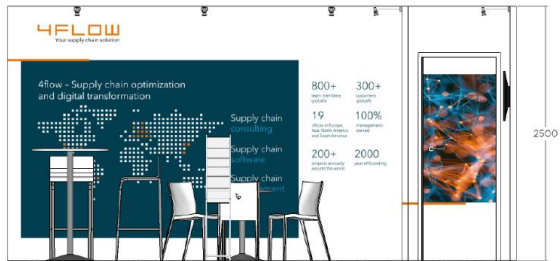 4FLOW
Your supply chain solution
4flow - Supply chain optimization
and digital transformation
Supply chain
consulting
Supply chain
software
Supply chain
800+
team members
globally
300+
customers
globally
19
offices in Europe,
Asia, North America
and South America
100%
management-
owned
200+
projects annually
around the world
2000
year of founding
2500